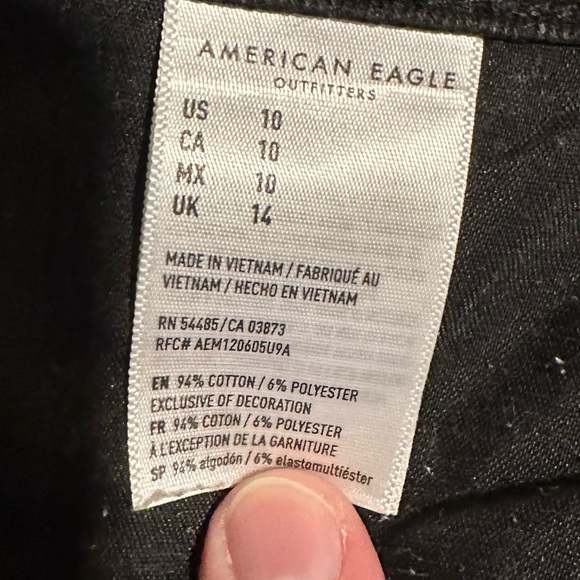 AMERICAN EAGLE
OUTFITTERS
US 10
CA 10
MX 10
UK 14
MADE IN VIETNAM / FABRIQUÉ AU
VIETNAM / HECHO EN VIETNAM
RN 54485/CA 03873
RFC# AEM120605U9A
EN 94% COTTON / 6% POLYESTER
EXCLUSIVE OF DECORATION
FR 94% COTON / 6% POLYESTER
À L'EXCEPTION DE LA GARNITURE
SP 94% algodón / 6% elastomultiéster